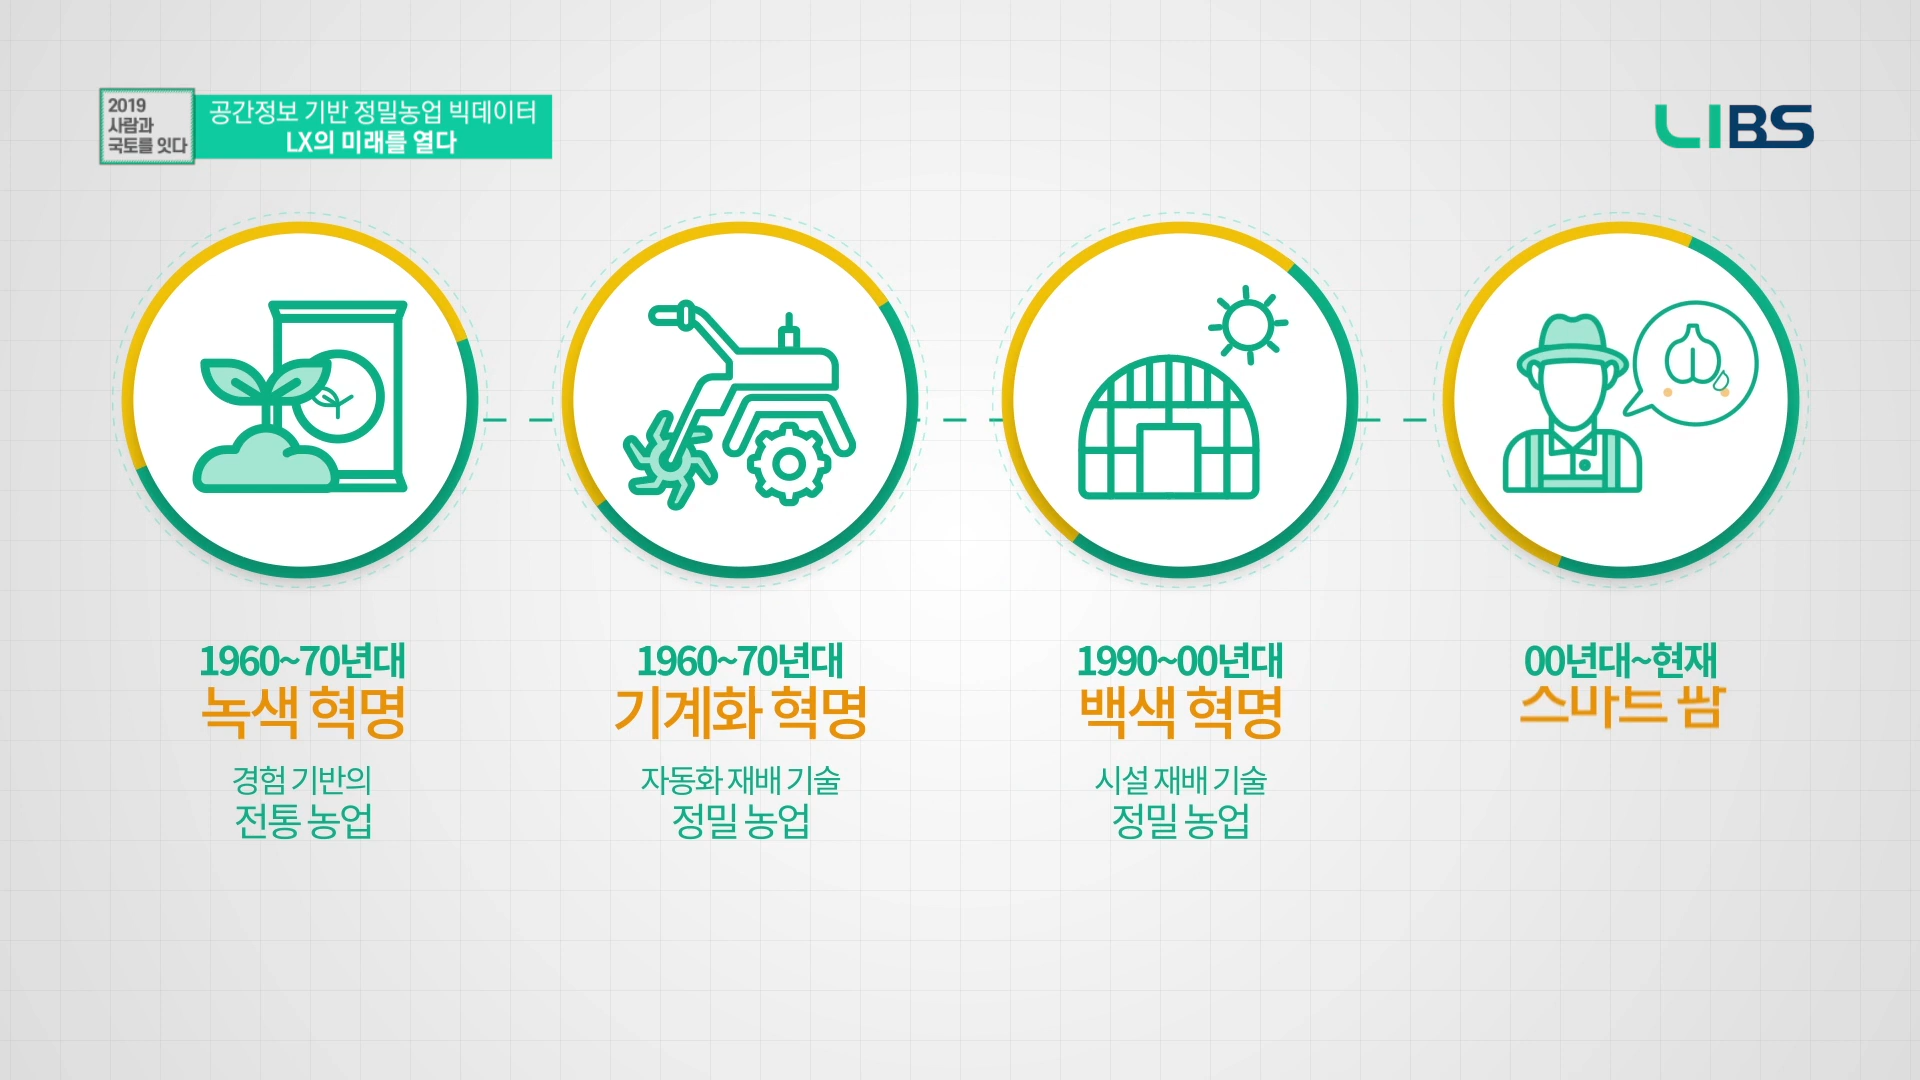 2019
사람과
국토를 잇다
공간정보 기반 정밀농업 빅데이터
LX의 미래를 열다
LIBS
1960~70년대
녹색 혁명
경험 기반의
전통 농업
1960~70년대
기계화 혁명
자동화 재배 기술
정밀 농업
1990~00년대
백색 혁명
시설 재배 기술
정밀 농업
00년대~현재
스마트 팜